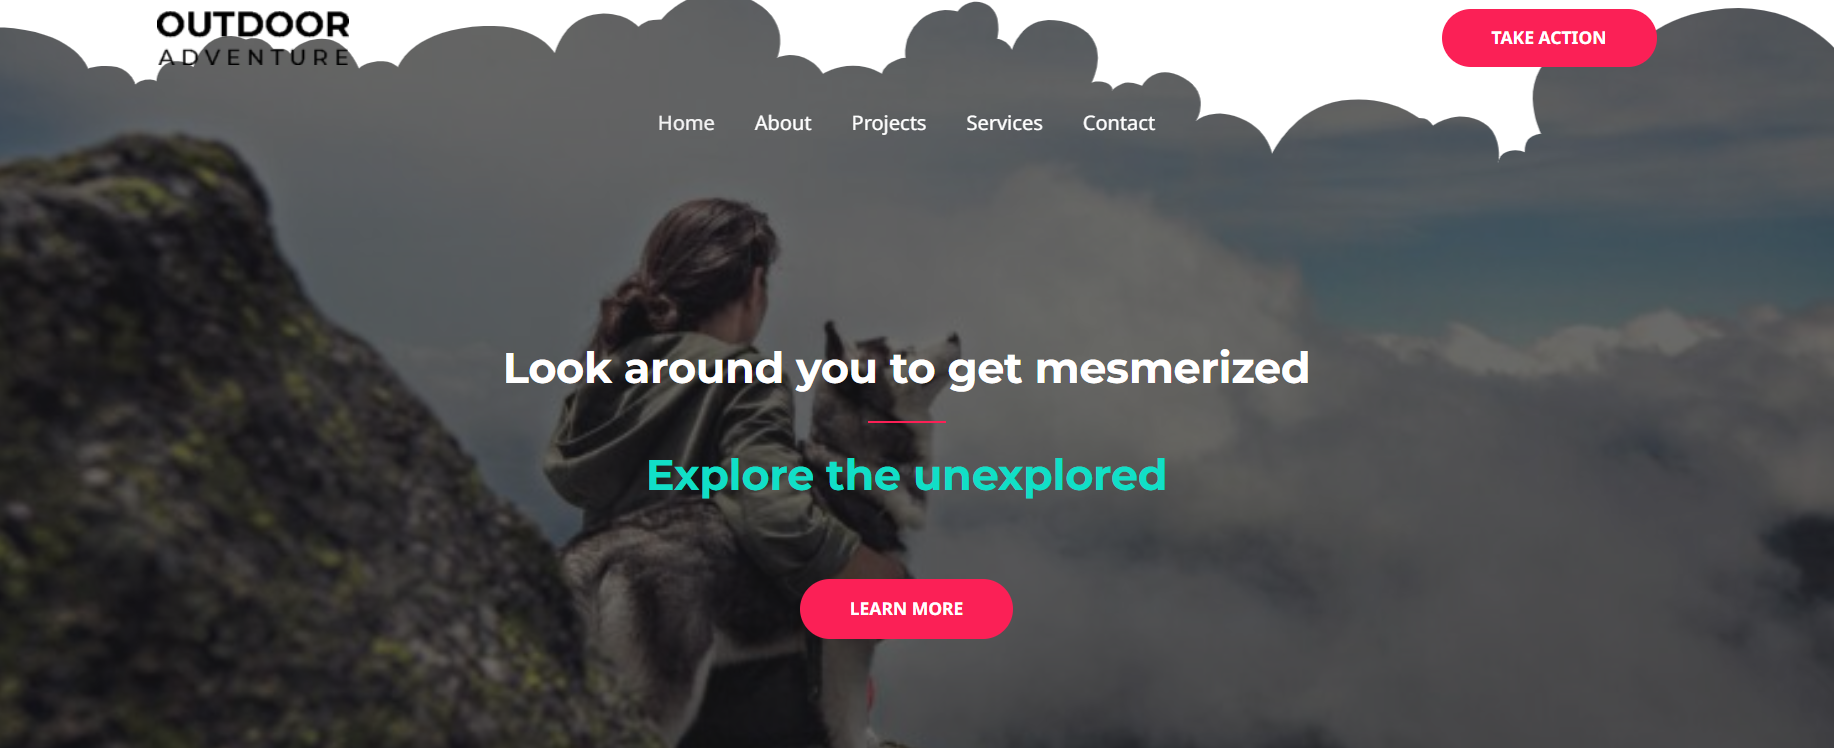 OUTDOOR
ADVENTURE
TAKE ACTION
Home About Projects Services Contact
Look around you to get mesmerized
Explore the unexplored
LEARN MORE